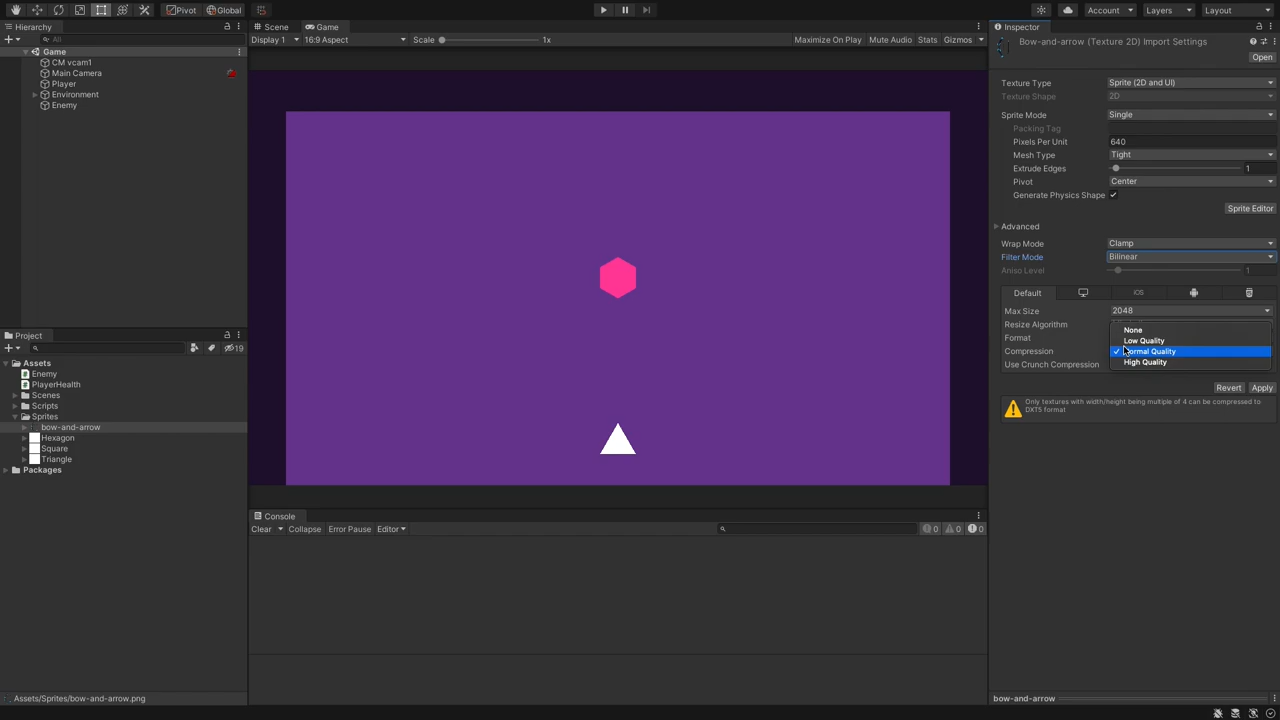 Pivot Global Account Layers Layout
Hierarchy
All
Game
CM vcam1
Main Camera
Player
Environment
Enemy
Scene Game
Display 1 16:9 Aspect Scale 1x Maximize On Play Mute Audio Stats Gizmos
Inspector
Bow-and-arrow (Texture 2D) Import Settings
Open
Texture Type Sprite (2D and UI)
Texture Shape 2D
Sprite Mode Single
Packing Tag
Pixels Per Unit 640
Mesh Type Tight
Extrude Edges 1
Pivot Center
Generate Physics Shape
Sprite Editor
Advanced
Wrap Mode Clamp
Filter Mode Bilinear
Aniso Level 1
Default iOS
Max Size 2048
Resize Algorithm
Format
Compression
Use Crunch Compression
None
Low Quality
Quality
High Quality
Revert Apply
Only textures with width/height being multiple of 4 can be compressed to
DXT5 format
Project
19
Assets
Enemy
PlayerHealth
Scenes
Scripts
Sprites
bow-and-arrow
Hexagon
Square
Triangle
Packages
Console
Clear Collapse Error Pause Editor 0 0 0
Assets/Sprites/bow-and-arrow.png
bow-and-arrow